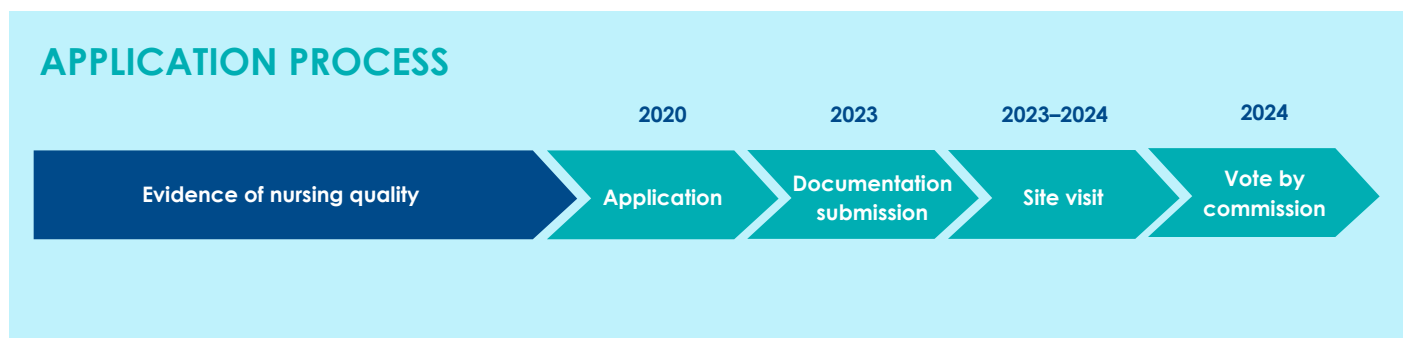 APPLICATION PROCESS
2020
2023
2023–2024
2024
Evidence of nursing quality
Application
Documentation
submission
Site visit
Vote by
commission